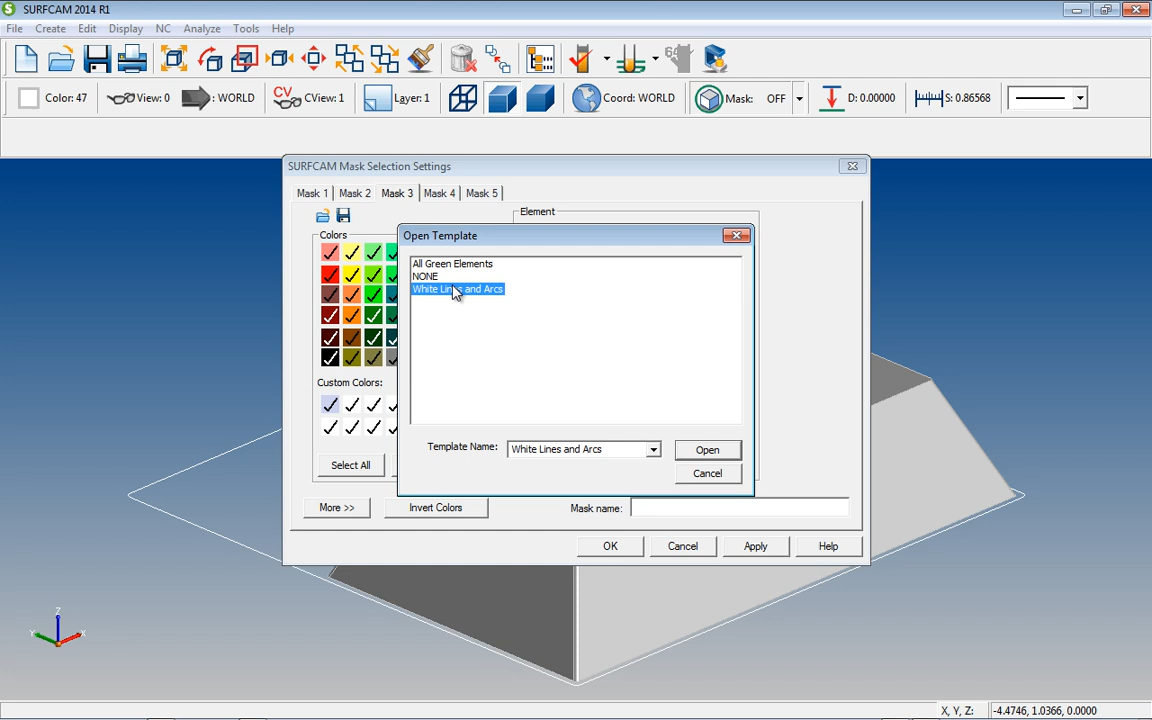 SURFCAM 2014 R1
File Create Edit Display NC Analyze Tools Help
Color: 47 View: 0 : WORLD CV CView: 1 Layer: 1 Coord: WORLD Mask: OFF D: 0.00000 S: 0.86568
SURFCAM Mask Selection Settings
Mask 1 Mask 2 Mask 3 Mask 4 Mask 5
Element
Colors
Open Template
All Green Elements
NONE
White Lines and Arcs
Custom Colors:
Template Name: White Lines and Arcs Open
Select All Cancel
More >> Invert Colors Mask name:
OK Cancel Apply Help
Z
Y X
X, Y, Z: -4.4746, 1.0366, 0.0000